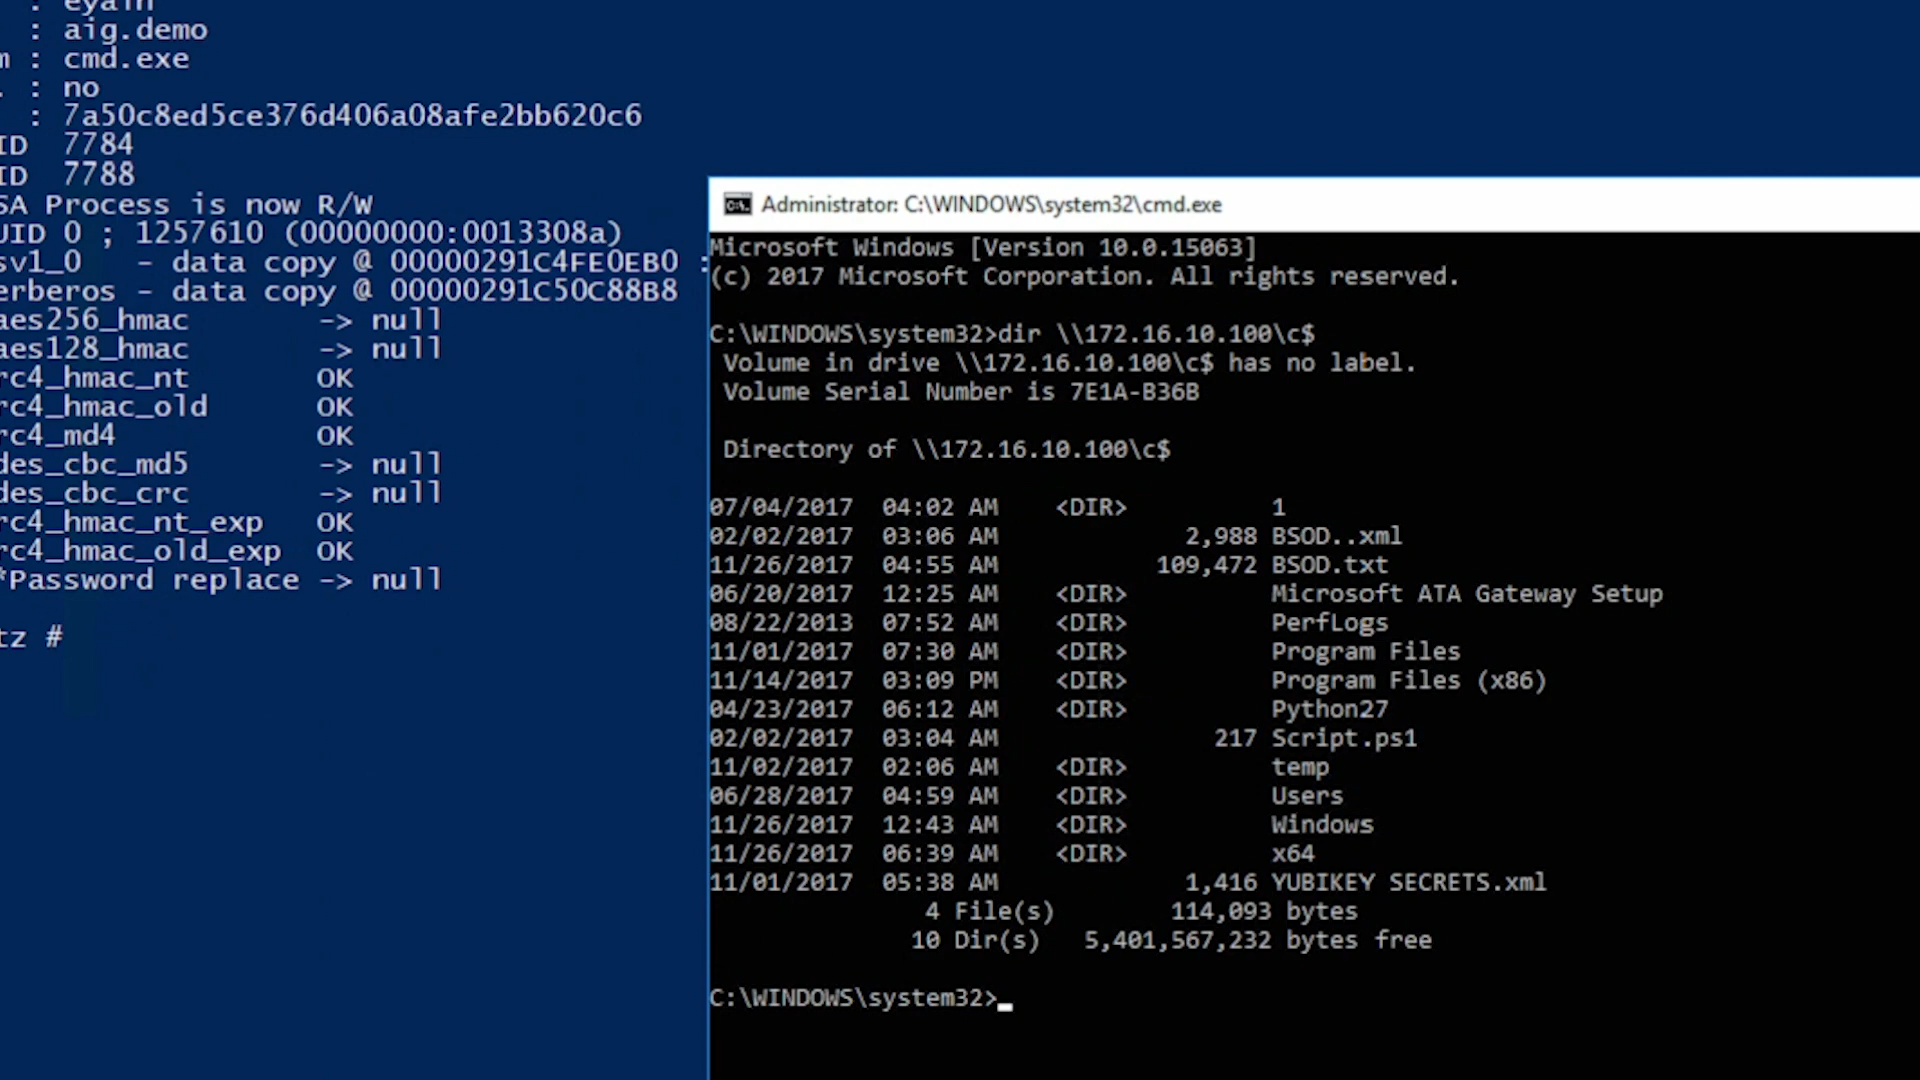 : eyain
: aig.demo
m : cmd.exe
. : no
: 7a50c8ed5ce376d406a08afe2bb620c6
ID  7784
ID  7788
SA Process is now R/W
UID 0 ; 1257610 (00000000:0013308a)
sv1_0   - data copy @ 00000291C4FE0EB0 :
erberos - data copy @ 00000291C50C88B8
aes256_hmac       -> null
aes128_hmac       -> null
rc4_hmac_nt       OK
rc4_hmac_old      OK
rc4_md4           OK
des_cbc_md5       -> null
des_cbc_crc       -> null
rc4_hmac_nt_exp   OK
rc4_hmac_old_exp  OK
*Password replace -> null
tz #
Administrator: C:\WINDOWS\system32\cmd.exe
Microsoft Windows [Version 10.0.15063]
(c) 2017 Microsoft Corporation. All rights reserved.
C:\WINDOWS\system32>dir \\172.16.10.100\c$
Volume in drive \\172.16.10.100\c$ has no label.
Volume Serial Number is 7E1A-B36B
Directory of \\172.16.10.100\c$
07/04/2017  04:02 AM    <DIR>          1
02/02/2017  03:06 AM             2,988 BSOD..xml
11/26/2017  04:55 AM           109,472 BSOD.txt
06/20/2017  12:25 AM    <DIR>          Microsoft ATA Gateway Setup
08/22/2013  07:52 AM    <DIR>          PerfLogs
11/01/2017  07:30 AM    <DIR>          Program Files
11/14/2017  03:09 PM    <DIR>          Program Files (x86)
04/23/2017  06:12 AM    <DIR>          Python27
02/02/2017  03:04 AM               217 Script.ps1
11/02/2017  02:06 AM    <DIR>          temp
06/28/2017  04:59 AM    <DIR>          Users
11/26/2017  12:43 AM    <DIR>          Windows
11/26/2017  06:39 AM    <DIR>          x64
11/01/2017  05:38 AM             1,416 YUBIKEY SECRETS.xml
4 File(s)        114,093 bytes
10 Dir(s)   5,401,567,232 bytes free
C:\WINDOWS\system32>